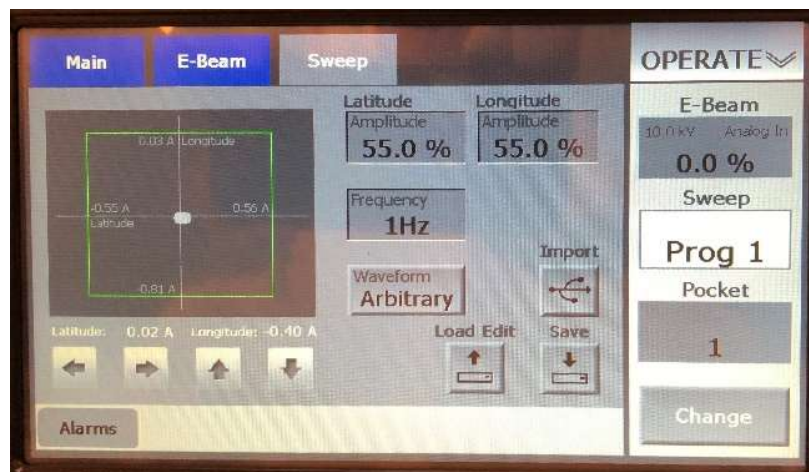 Main
E-Beam
Sweep
OPERATE
Latitude
Longitude
Amplitude
55.0 %
Amplitude
55.0 %
0.03 A Longitude
-0.55 A
Latitude
0.56 A
-0.81 A
Frequency
1Hz
Import
Waveform
Arbitrary
Latitude: 0.02 A Longitude: -0.40 A
Load Edit
Save
Alarms
E-Beam
10.0 kV Analog In
0.0 %
Sweep
Prog 1
Pocket
1
Change